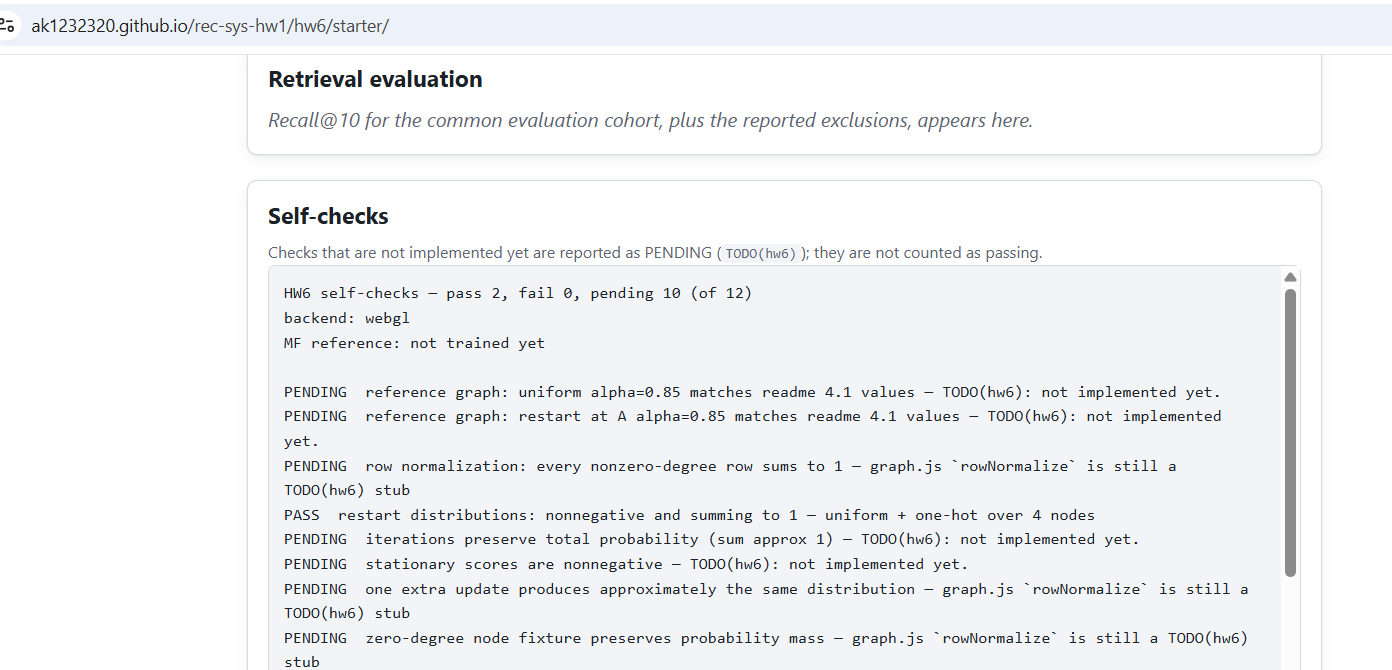 ak1232320.github.io/rec-sys-hw1/hw6/starter/
Retrieval evaluation
Recall@10 for the common evaluation cohort, plus the reported exclusions, appears here.
Self-checks
Checks that are not implemented yet are reported as PENDING ( TODO(hw6) ); they are not counted as passing.
HW6 self-checks — pass 2, fail 0, pending 10 (of 12)
backend: webgl
MF reference: not trained yet
PENDING  reference graph: uniform alpha=0.85 matches readme 4.1 values — TODO(hw6): not implemented yet.
PENDING  reference graph: restart at A alpha=0.85 matches readme 4.1 values — TODO(hw6): not implemented
yet.
PENDING  row normalization: every nonzero-degree row sums to 1 — graph.js `rowNormalize` is still a
TODO(hw6) stub
PASS  restart distributions: nonnegative and summing to 1 — uniform + one-hot over 4 nodes
PENDING  iterations preserve total probability (sum approx 1) — TODO(hw6): not implemented yet.
PENDING  stationary scores are nonnegative — TODO(hw6): not implemented yet.
PENDING  one extra update produces approximately the same distribution — graph.js `rowNormalize` is still a
TODO(hw6) stub
PENDING  zero-degree node fixture preserves probability mass — graph.js `rowNormalize` is still a TODO(hw6)
stub